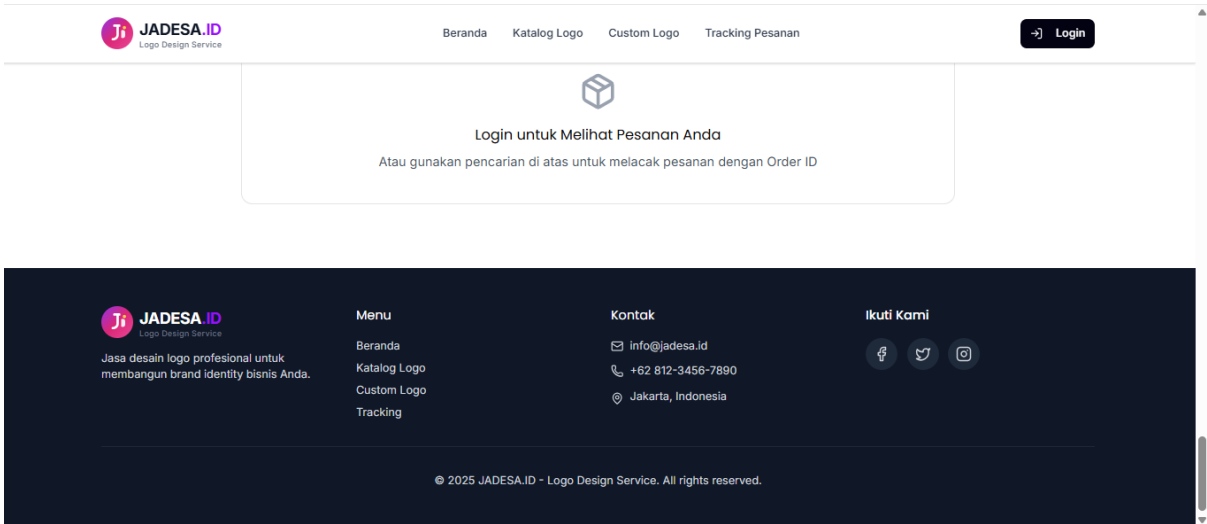 Ji JADESA.ID
Logo Design Service
Beranda Katalog Logo Custom Logo Tracking Pesanan
Login
Login untuk Melihat Pesanan Anda
Atau gunakan pencarian di atas untuk melacak pesanan dengan Order ID
Ji JADESA.ID
Logo Design Service
Jasa desain logo profesional untuk
membangun brand identity bisnis Anda.
Menu
Beranda
Katalog Logo
Custom Logo
Tracking
Kontak
info@jadesa.id
+62 812-3456-7890
Jakarta, Indonesia
Ikuti Kami
© 2025 JADESA.ID - Logo Design Service. All rights reserved.